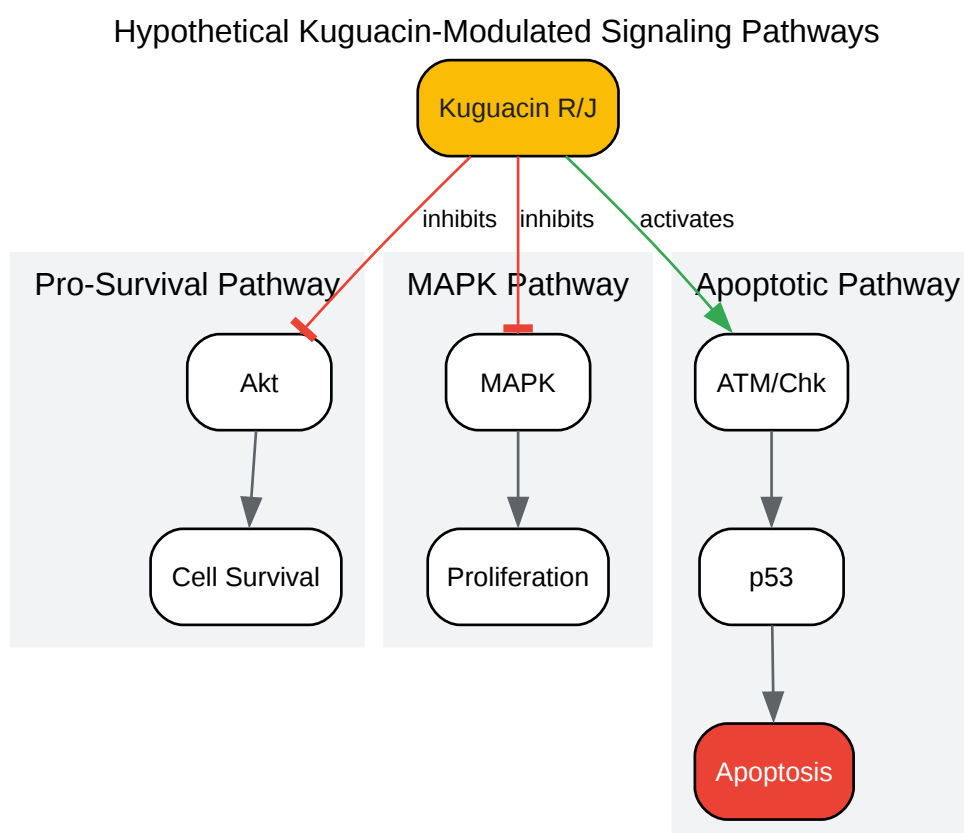 Hypothetical Kuguacin-Modulated Signaling Pathways
Kuguacin R/J
inhibits
inhibits
activates
Pro-Survival Pathway
MAPK Pathway
Apoptotic Pathway
Akt
MAPK
ATM/Chk
Cell Survival
Proliferation
p53
Apoptosis